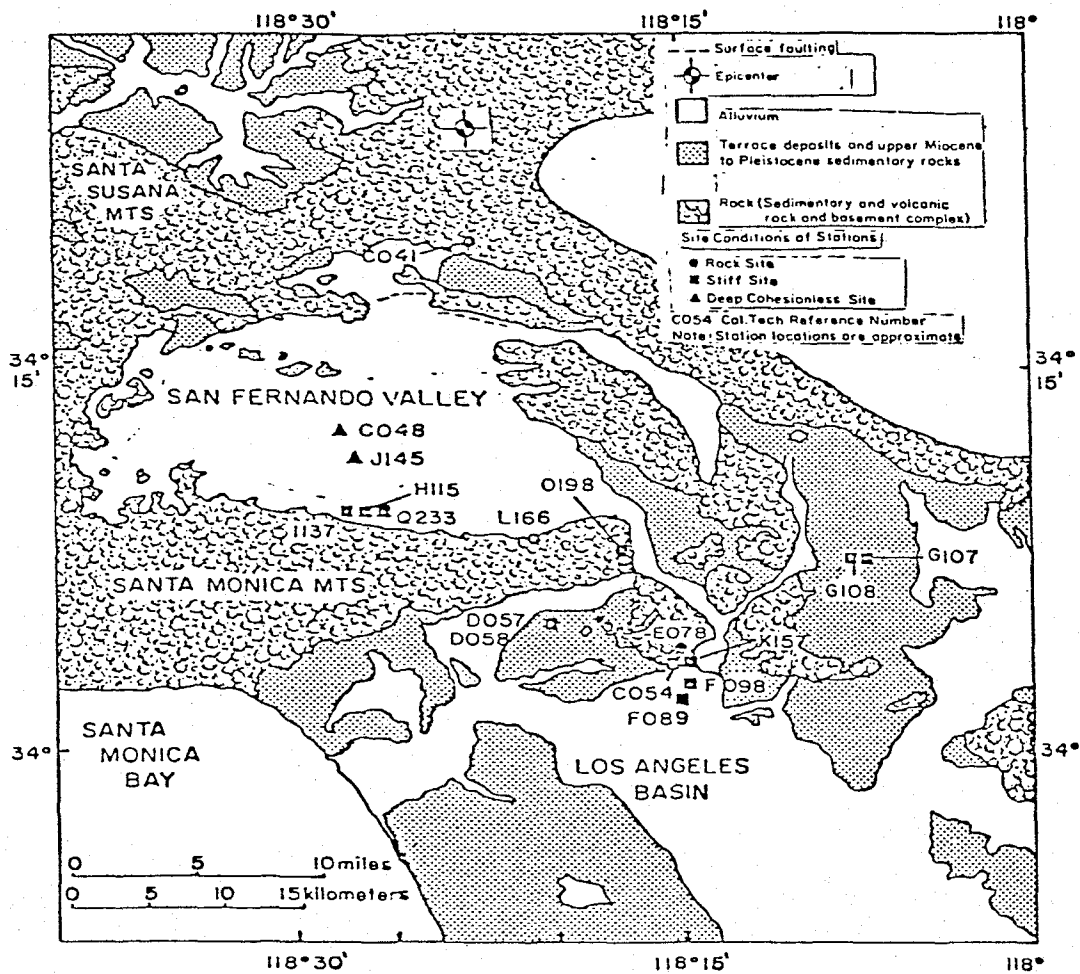 118°30'
118°15'
118°
Surface faulting
Epicenter
Alluvium
Terrace deposits and upper Miocene
to Pleistocene sedimentary rocks
Rock (Sedimentary and volcanic
rock and basement complex)
Site Conditions of Stations
Rock Site
Stiff Site
Deep Cohesionless Site
C054 Cal.Tech Reference Number
Note: Station locations are approximate
SANTA
SUSANA
MTS
C041
34°
15'
34°
15'
SAN FERNANDO VALLEY
C048
J145
H115
Q233
I137
L166
O198
G107
G108
SANTA MONICA MTS
D057
D058
E078
K157
C054
F098
F089
SANTA
MONICA
BAY
34°
34°
LOS ANGELES
BASIN
0 5 10 miles
0 5 10 15 kilometers
118°30'
118°15'
118°